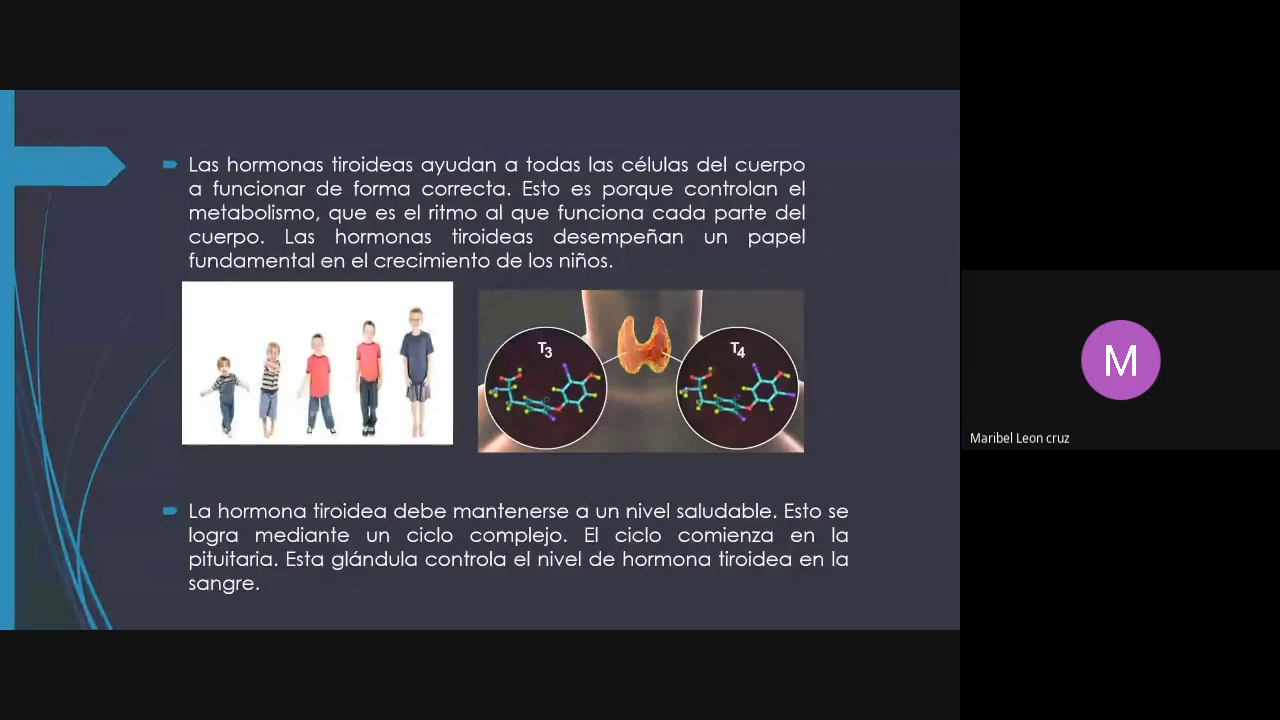 Las hormonas tiroideas ayudan a todas las células del cuerpo
a funcionar de forma correcta. Esto es porque controlan el
metabolismo, que es el ritmo al que funciona cada parte del
cuerpo. Las hormonas tiroideas desempeñan un papel
fundamental en el crecimiento de los niños.
T3
T4
La hormona tiroidea debe mantenerse a un nivel saludable. Esto se
logra mediante un ciclo complejo. El ciclo comienza en la
pituitaria. Esta glándula controla el nivel de hormona tiroidea en la
sangre.
M
Maribel Leon cruz